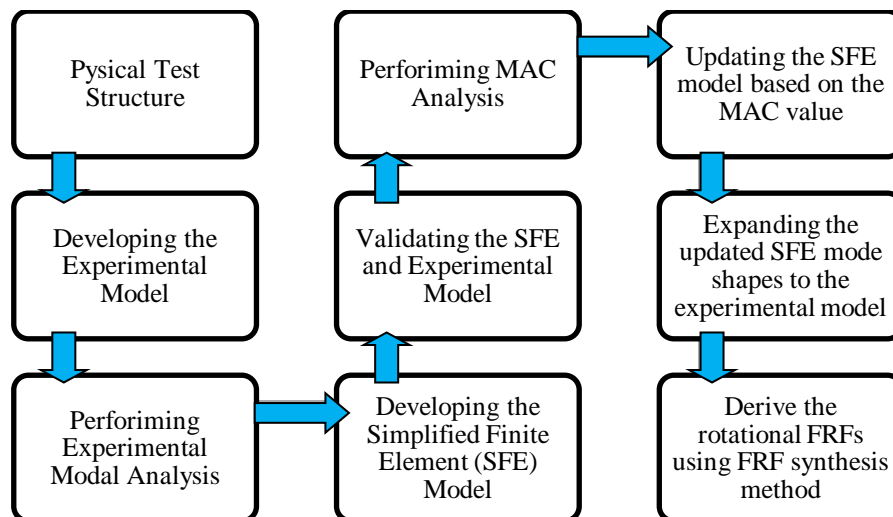 Pysical Test
Structure
Developing the
Experimental
Model
Performiming
Experimental
Modal Analysis
Developing the
Simplified Finite
Element (SFE)
Model
Validating the SFE
and Experimental
Model
Perforiming MAC
Analysis
Updating the SFE
model based on
the MAC value
Expanding the
updated SFE mode
shapes to the
experimental model
Derive the
rotational FRFs
using FRF synthesis
method